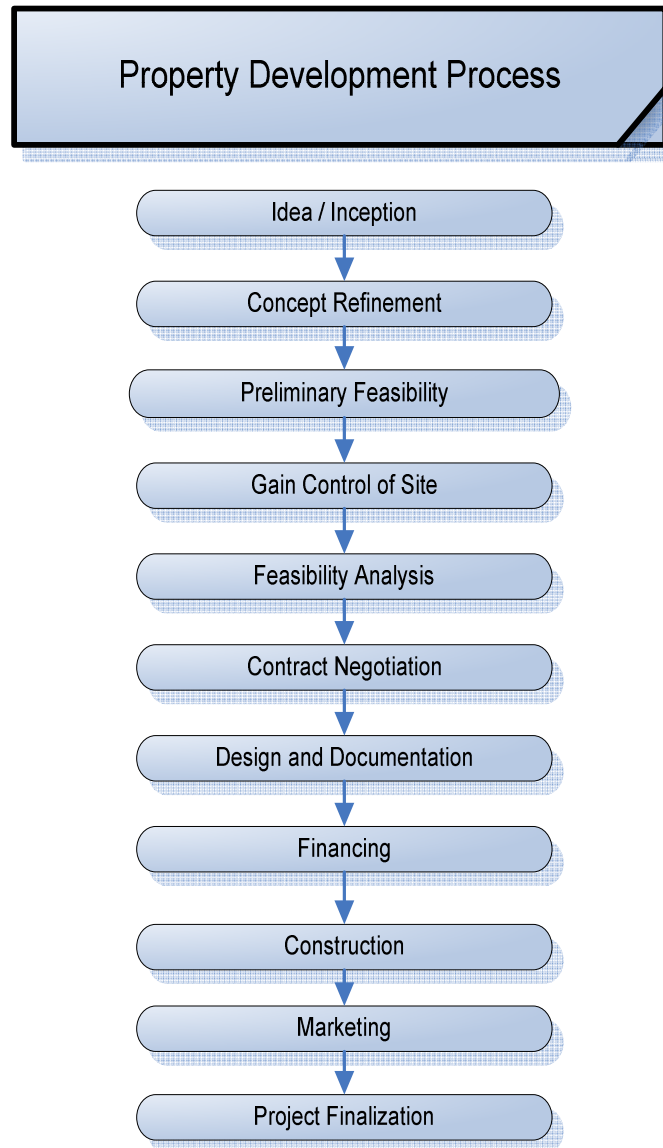 Property Development Process
Idea / Inception
Concept Refinement
Preliminary Feasibility
Gain Control of Site
Feasibility Analysis
Contract Negotiation
Design and Documentation
Financing
Construction
Marketing
Project Finalization